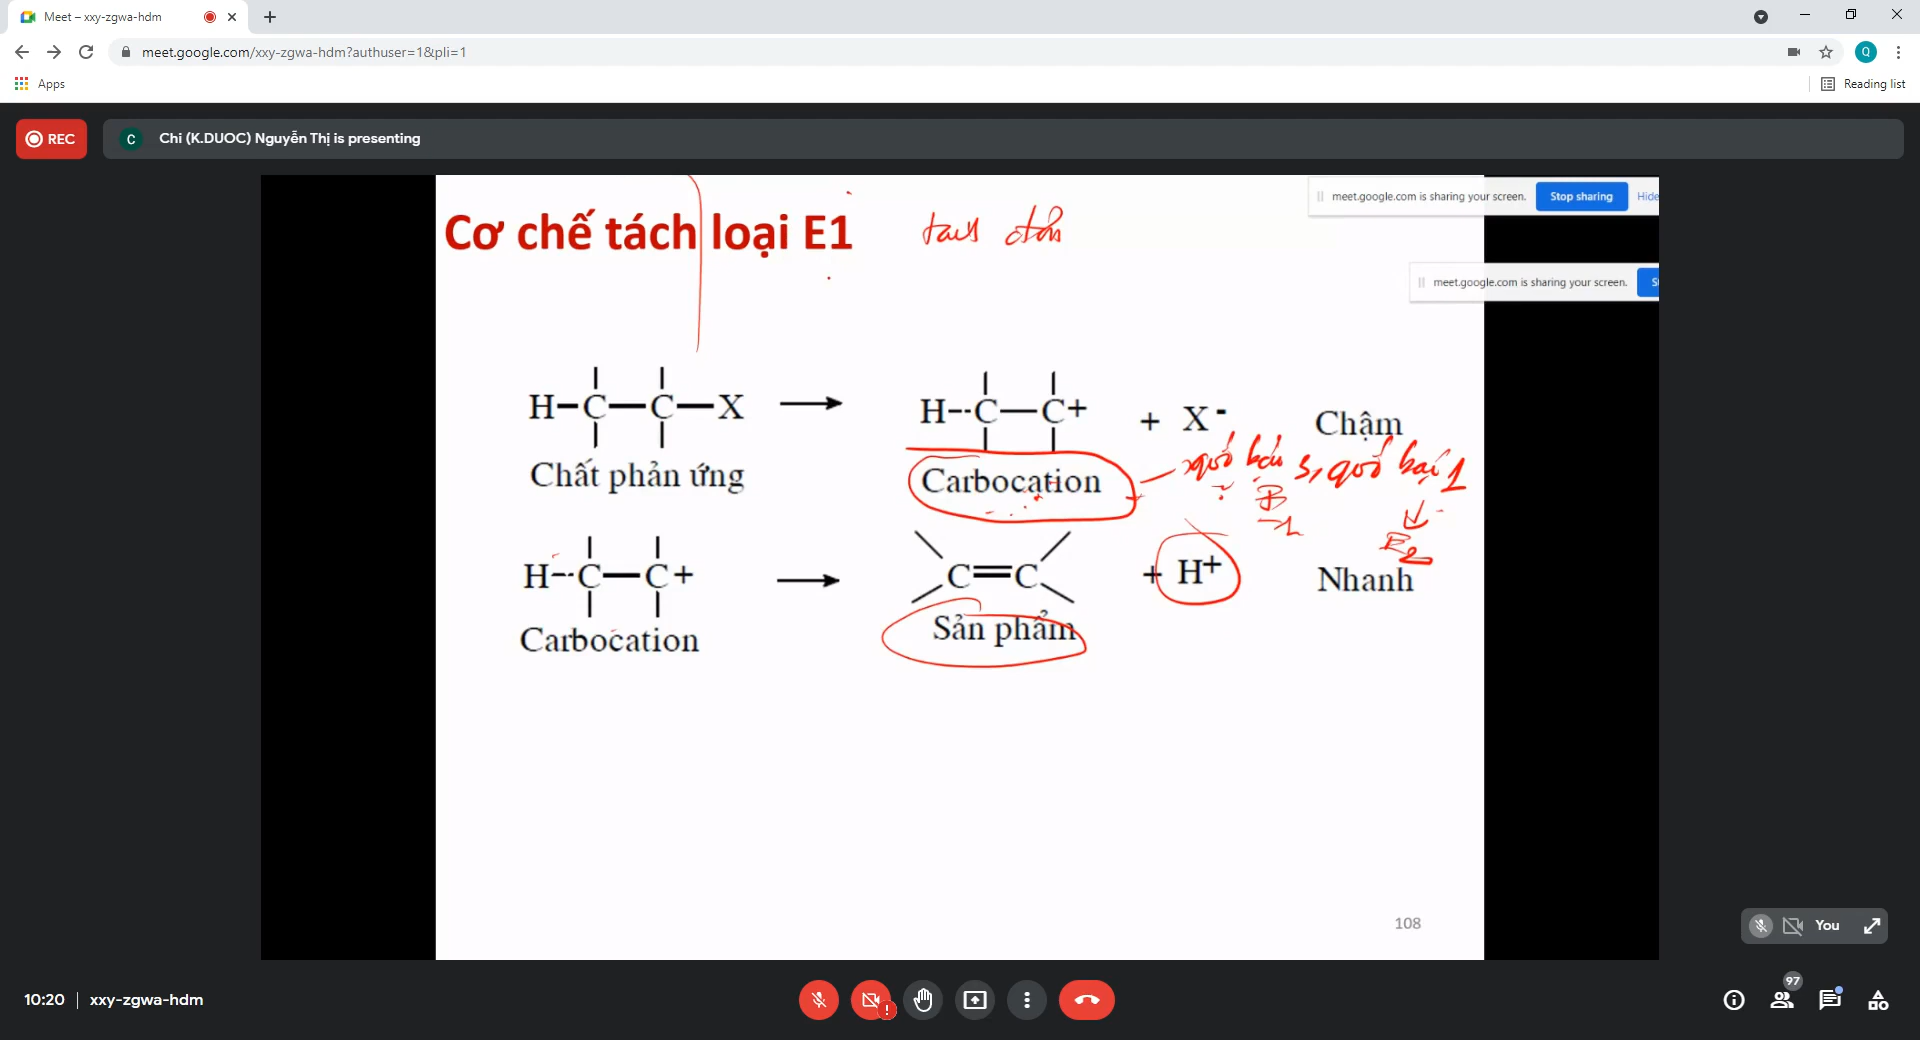 Meet – xxy-zgwa-hdm
meet.google.com/xxy-zgwa-hdm?authuser=1&pli=1
Q
Apps
Reading list
REC
C
Chi (K.DUOC) Nguyễn Thị is presenting
meet.google.com is sharing your screen. Stop sharing Hide
Cơ chế tách loại E1
meet.google.com is sharing your screen.
H C C X
H C C +
+ X -
Chậm
Chất phản ứng
Carbocation
H C C +
C C
+ H+
Nhanh
Carbocation
Sản phẩm
108
You
10:20 | xxy-zgwa-hdm
97